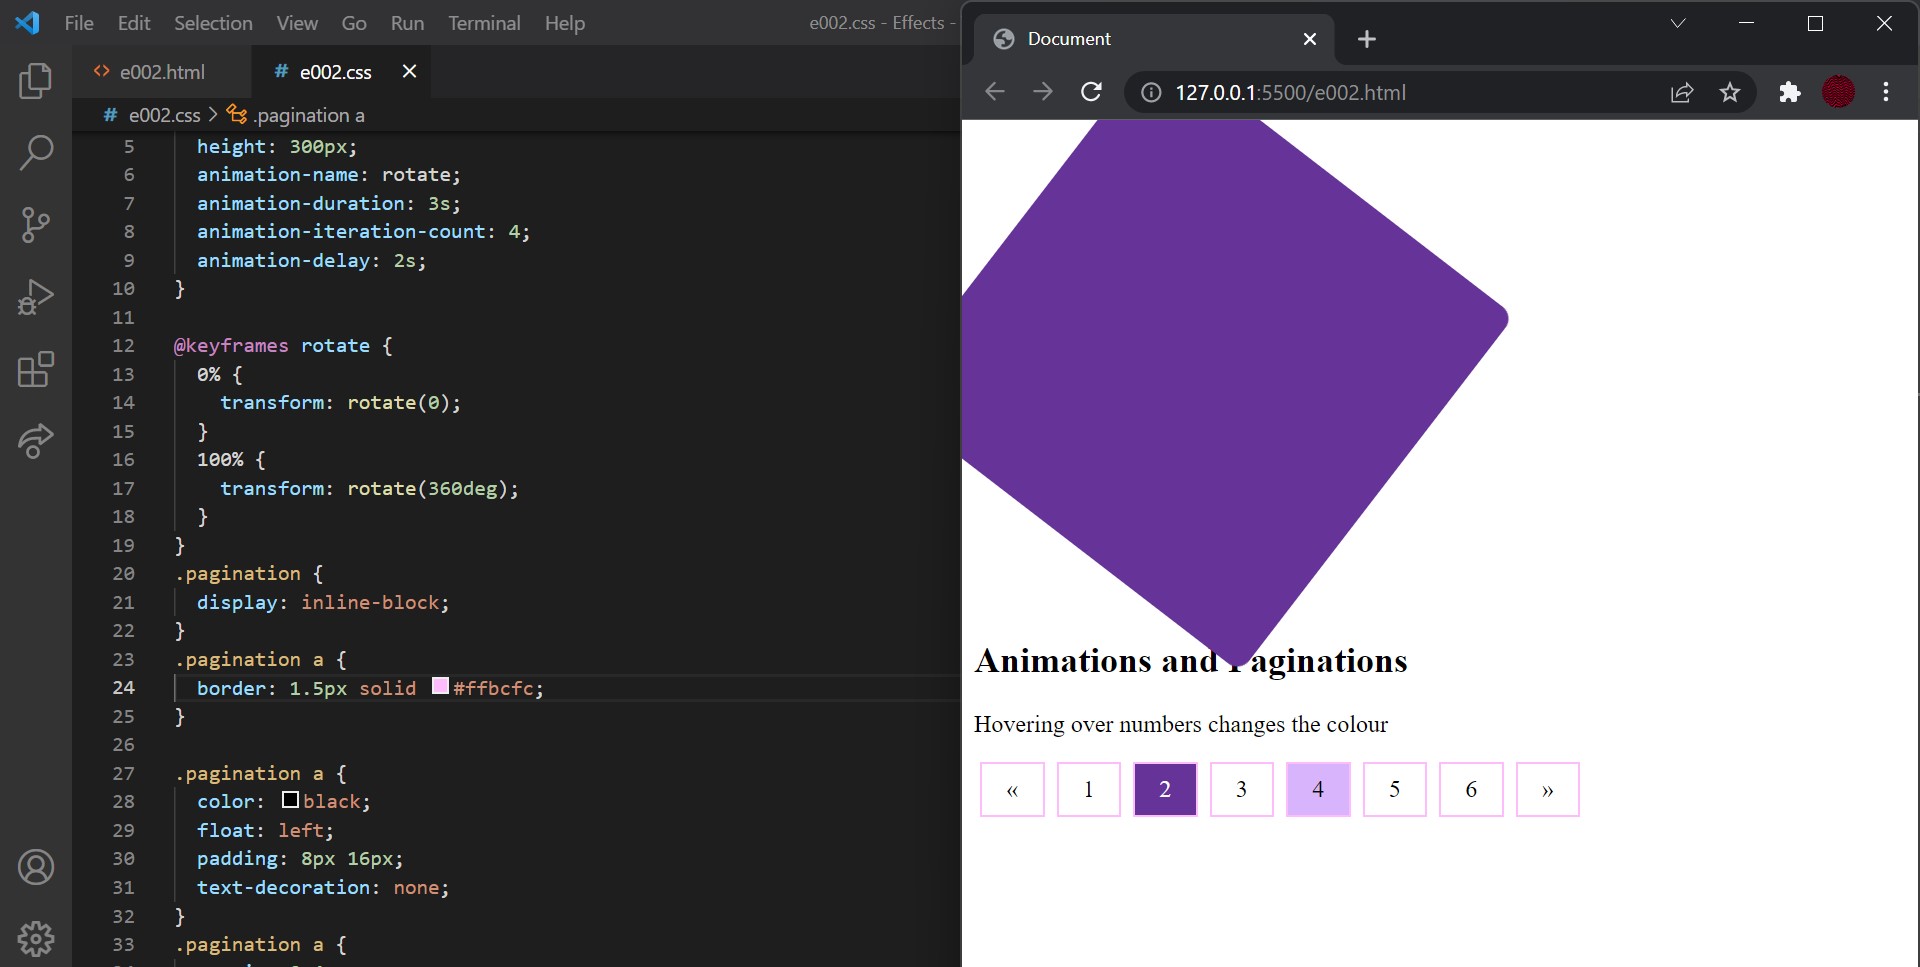 File Edit Selection View Go Run Terminal Help e002.css - Effects -
e002.html e002.css
# e002.css > .pagination a
5 height: 300px;
6 animation-name: rotate;
7 animation-duration: 3s;
8 animation-iteration-count: 4;
9 animation-delay: 2s;
10 }
11
12 @keyframes rotate {
13 0% {
14 transform: rotate(0);
15 }
16 100% {
17 transform: rotate(360deg);
18 }
19 }
20 .pagination {
21 display: inline-block;
22 }
23 .pagination a {
24 border: 1.5px solid #ffbcfc;
25 }
26
27 .pagination a {
28 color: black;
29 float: left;
30 padding: 8px 16px;
31 text-decoration: none;
32 }
33 .pagination a {
Document
127.0.0.1:5500/e002.html
Animations and Paginations
Hovering over numbers changes the colour
« 1 2 3 4 5 6 »